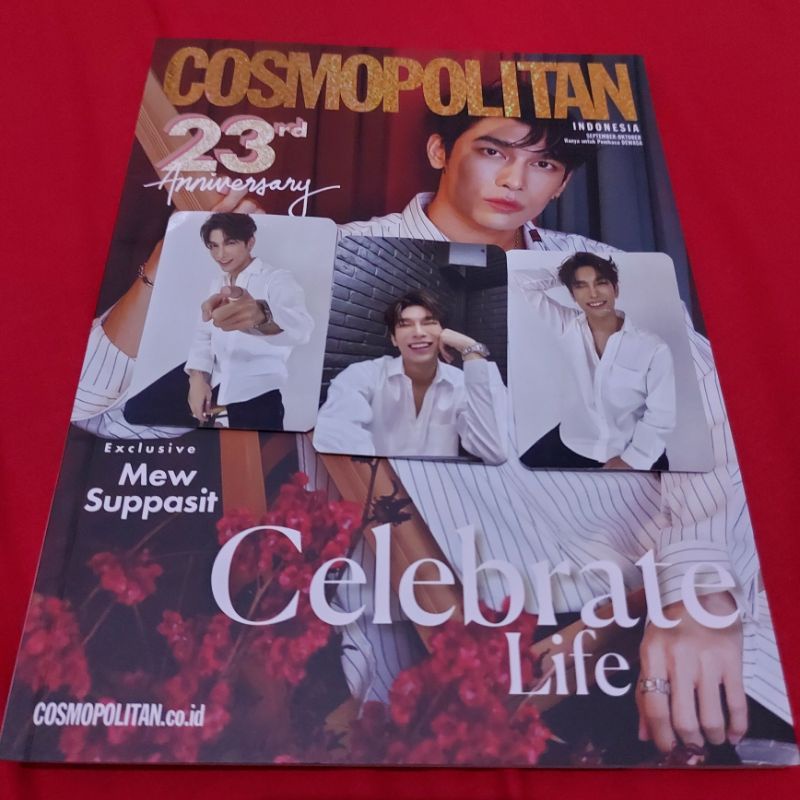 COSMOPOLITAN
INDONESIA
SEPTEMBER-OKTOBER
Hanya untuk Pembaca DEWASA
23rd
Anniversary
Exclusive
Mew
Suppasit
Celebrate
Life
COSMOPOLITAN.co.id